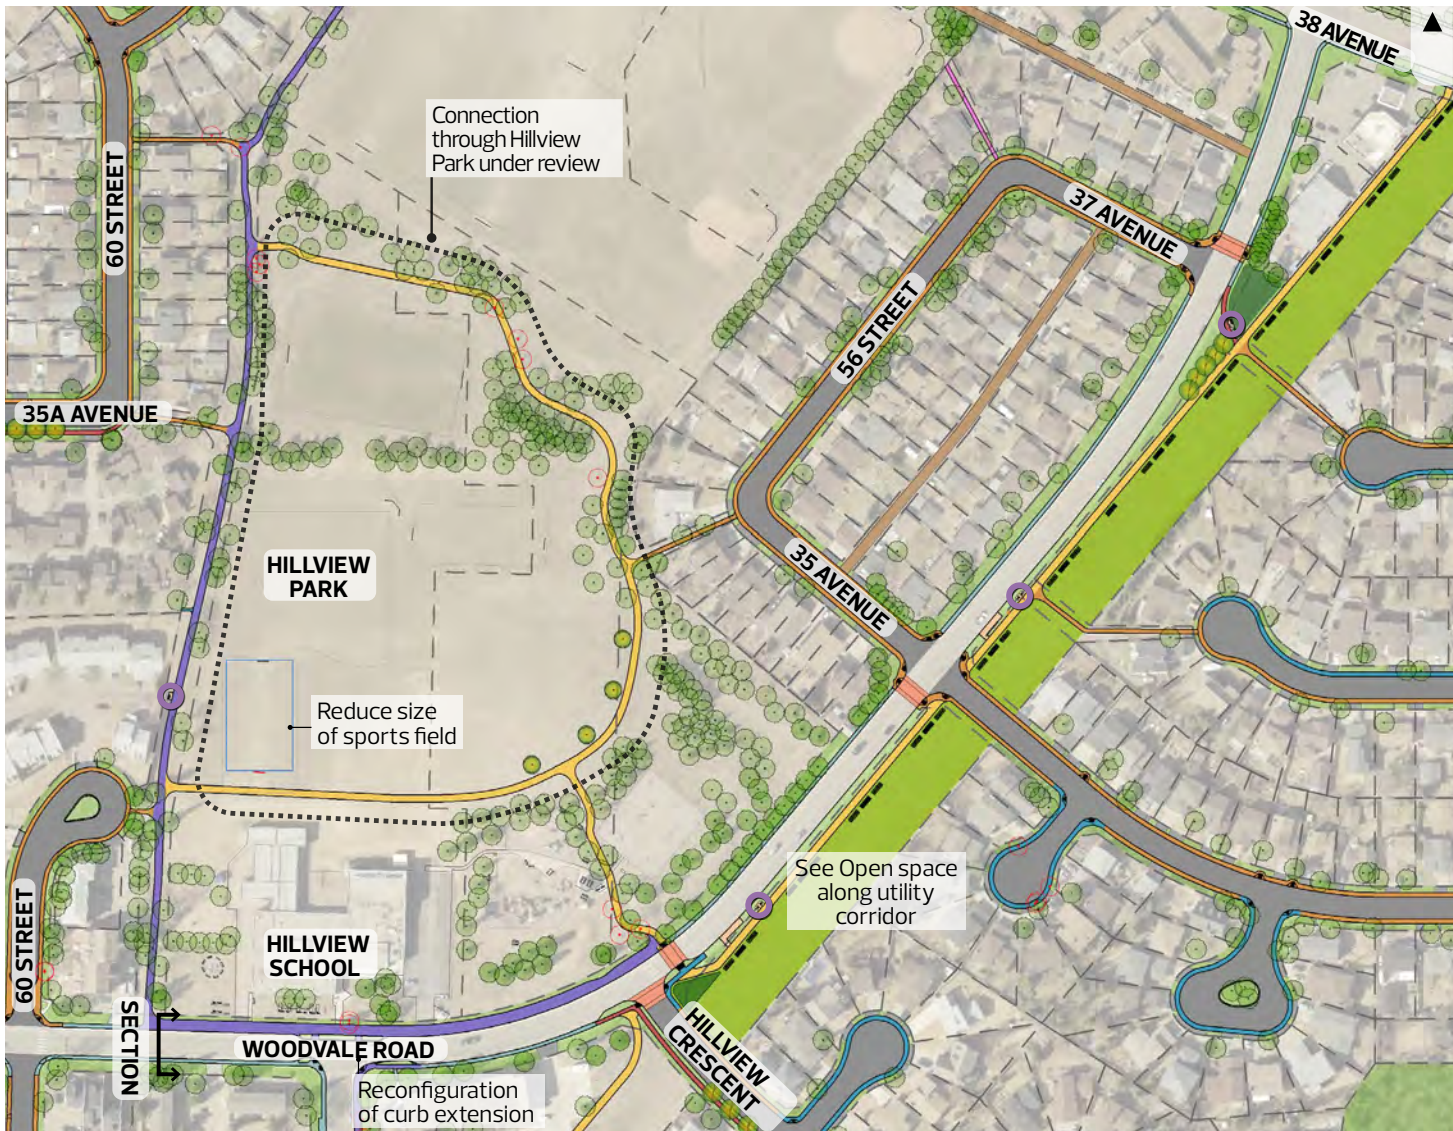 38 AVENUE
Connection
through Hillview
Park under review
60 STREET
37 AVENUE
56 STREET
35A AVENUE
HILLVIEW
PARK
35 AVENUE
Reduce size
of sports field
See Open space
along utility
corridor
60 STREET
HILLVIEW
SCHOOL
SECTION
WOODVALE ROAD
HILLVIEW
CRESCENT
Reconfiguration
of curb extension